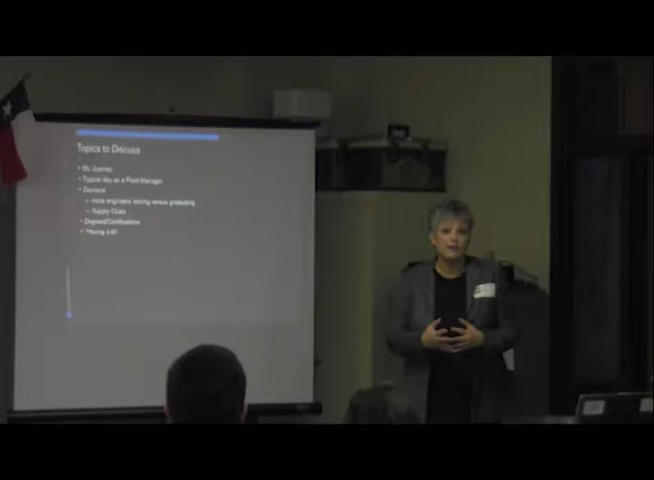 Topics to Discuss
• My Journey
• Typical day as a Plant Manager
• Demand
– more engineers retiring versus graduating
– Supply Chain
• Degrees/Certifications
• "Having it All"